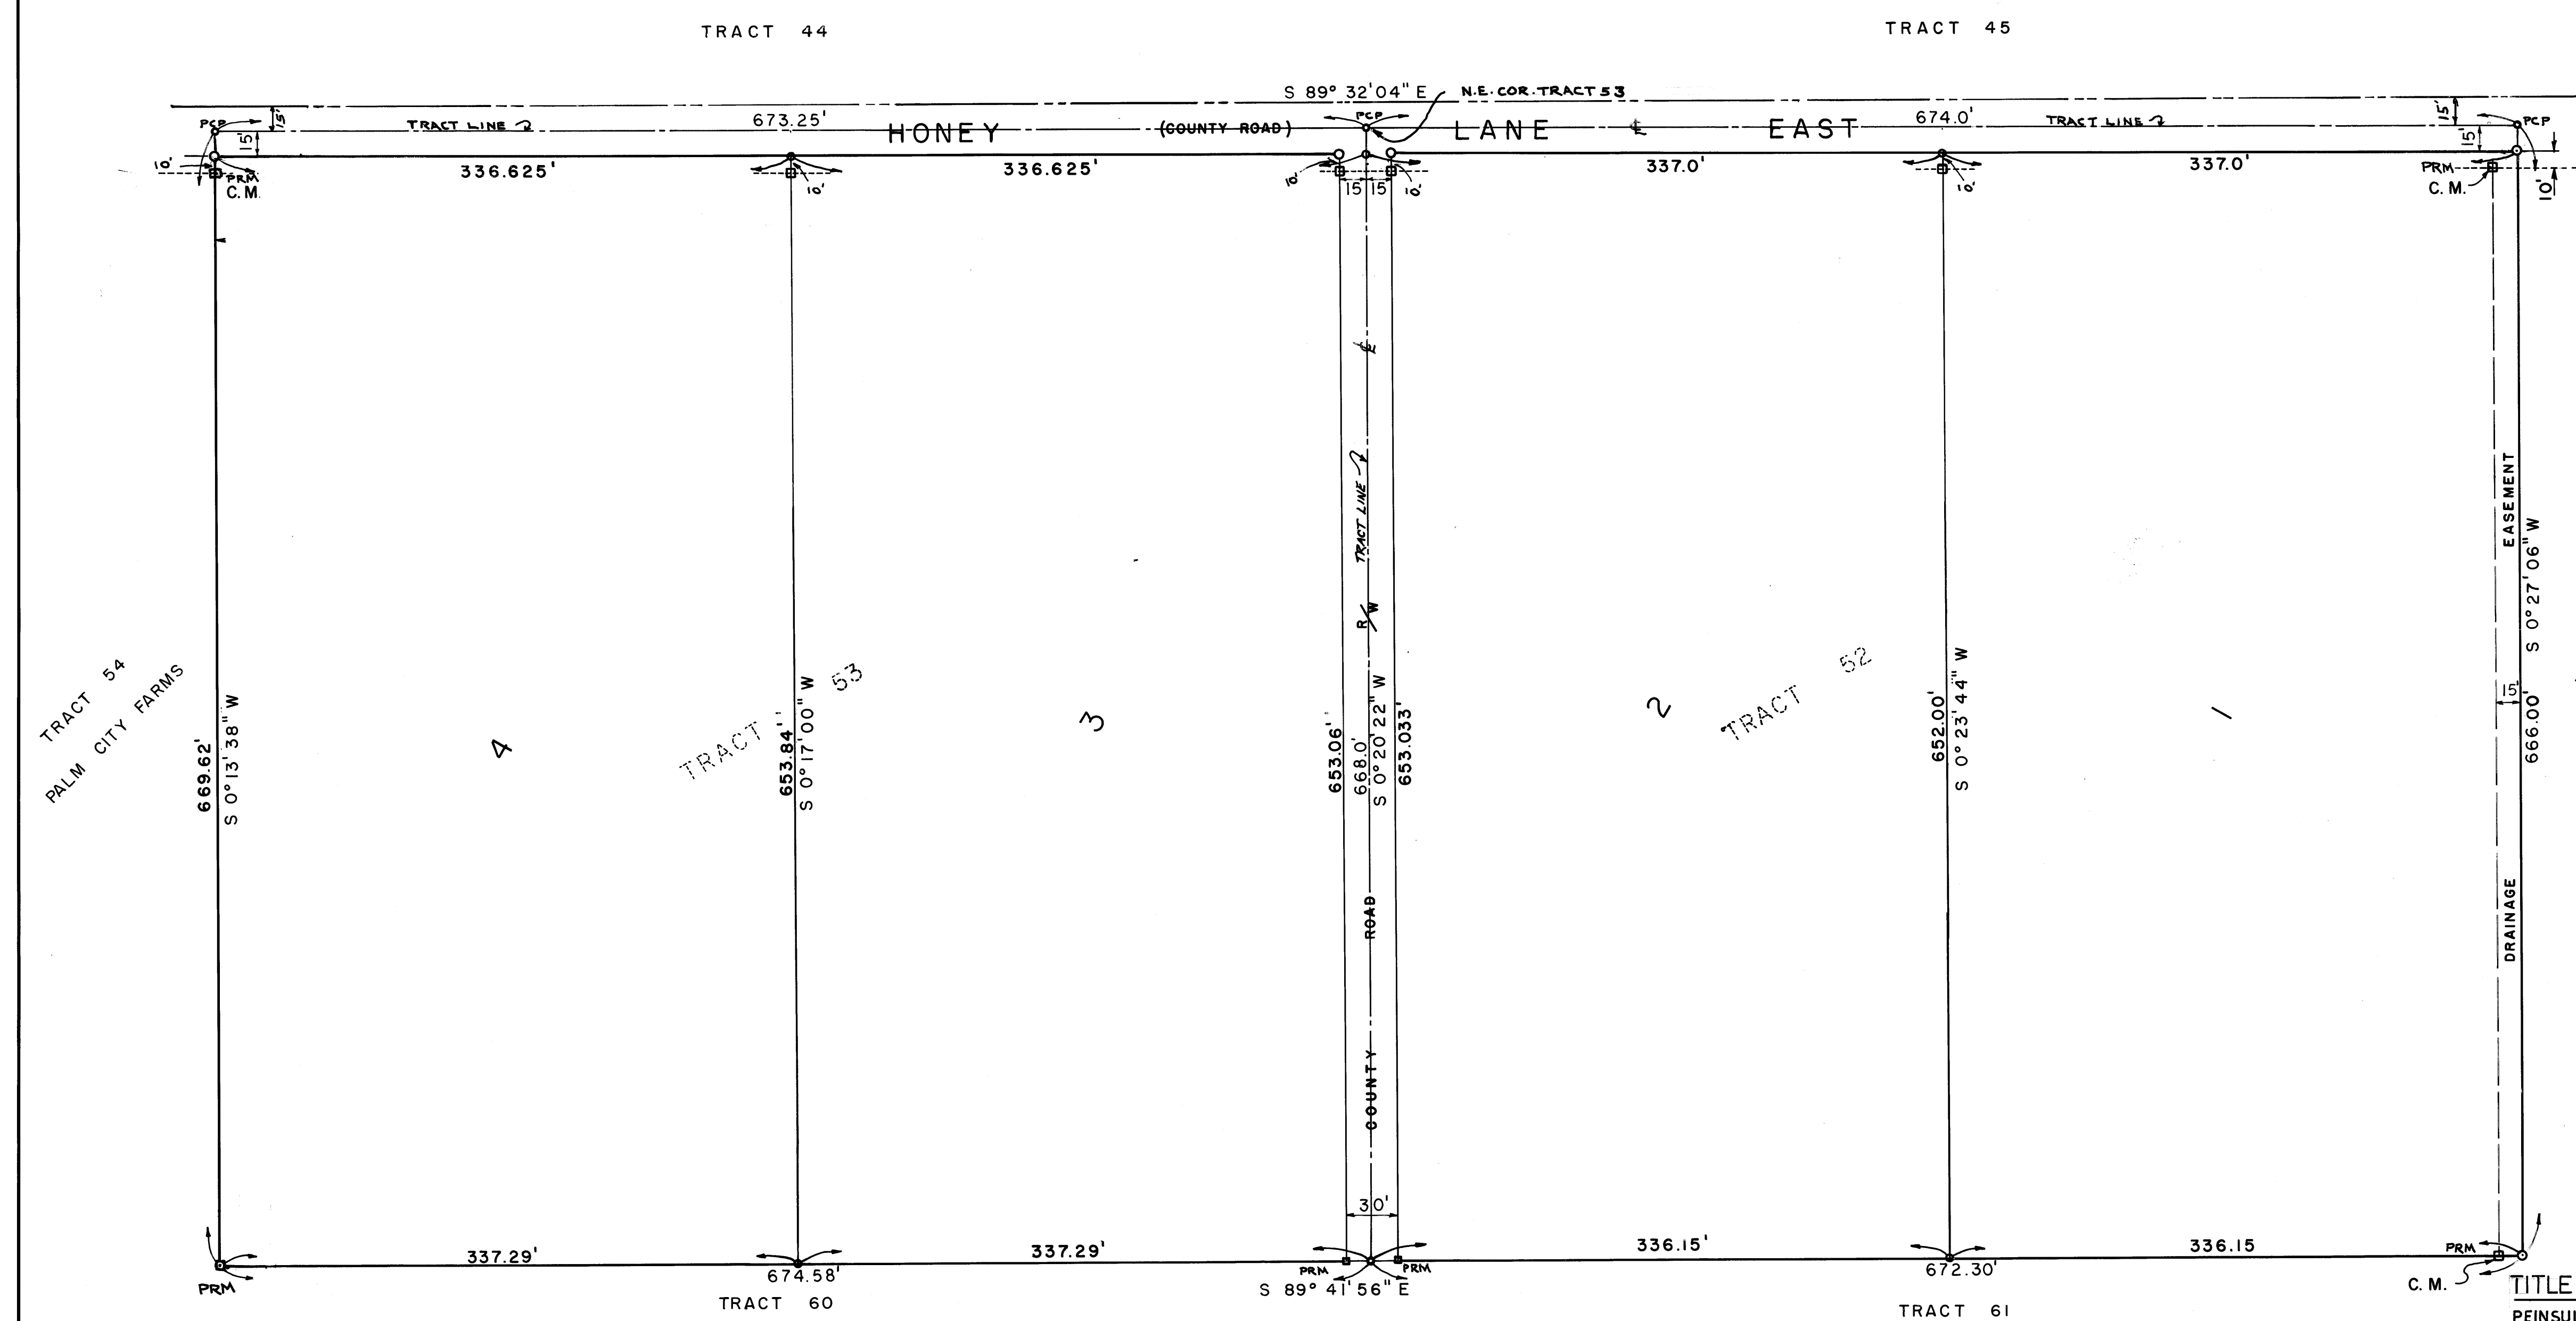 TRACT 44
TRACT 45
S 89° 32'04" E
N.E. COR. TRACT 53
PCP
15'
15'
TRACT LINE
673.25'
HONEY
(COUNTY ROAD)
PCP
LANE
℄
EAST
674.0'
TRACT LINE
15'
15'
PCP
10'
PRM
C. M.
336.625'
10'
336.625'
10'
15
15
10'
337.0'
10'
337.0'
PRM
C. M.
10'
℄
TRACT LINE
R/W
EASEMENT
S 0° 27' 06" W
TRACT 54
PALM CITY FARMS
669.62'
S 0° 13' 38" W
4
TRACT 53
653.84'
S 0° 17' 00" W
3
653.06'
668.0'
S 0° 20' 22" W
653.033'
2
TRACT 52
652.00'
S 0° 23' 44" W
1
15'
666.00'
COUNTY ROAD
DRAINAGE
30'
337.29'
337.29'
336.15'
336.15
PRM
PRM
PRM
PRM
674.58'
S 89° 41' 56" E
672.30'
C. M.
TITLE
TRACT 60
TRACT 61
PEINSU